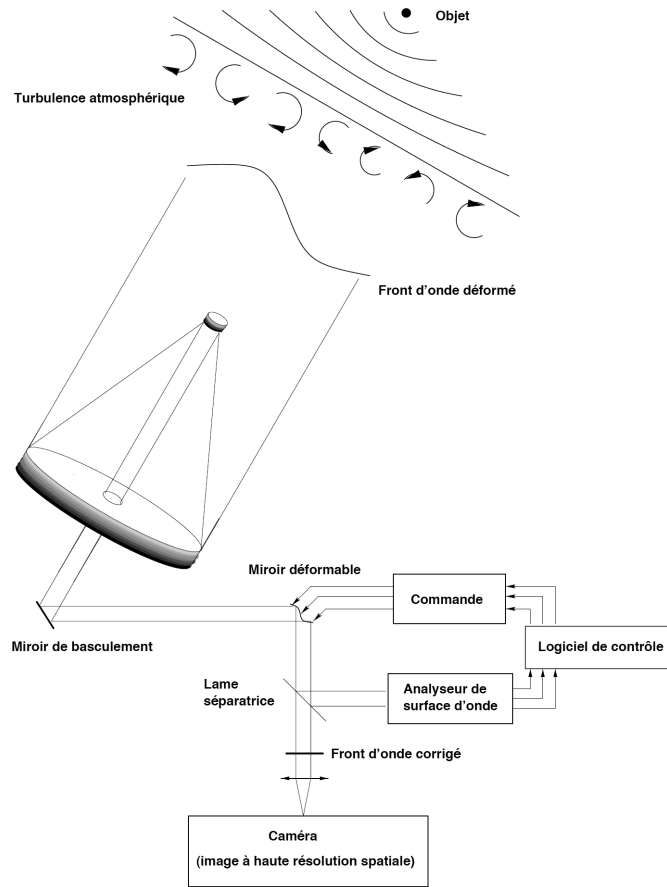 Objet
Turbulence atmosphérique
Front d'onde déformé
Miroir déformable
Commande
Miroir de basculement
Logiciel de contrôle
Lame
séparatrice
Analyseur de
surface d'onde
Front d'onde corrigé
Caméra
(image à haute résolution spatiale)